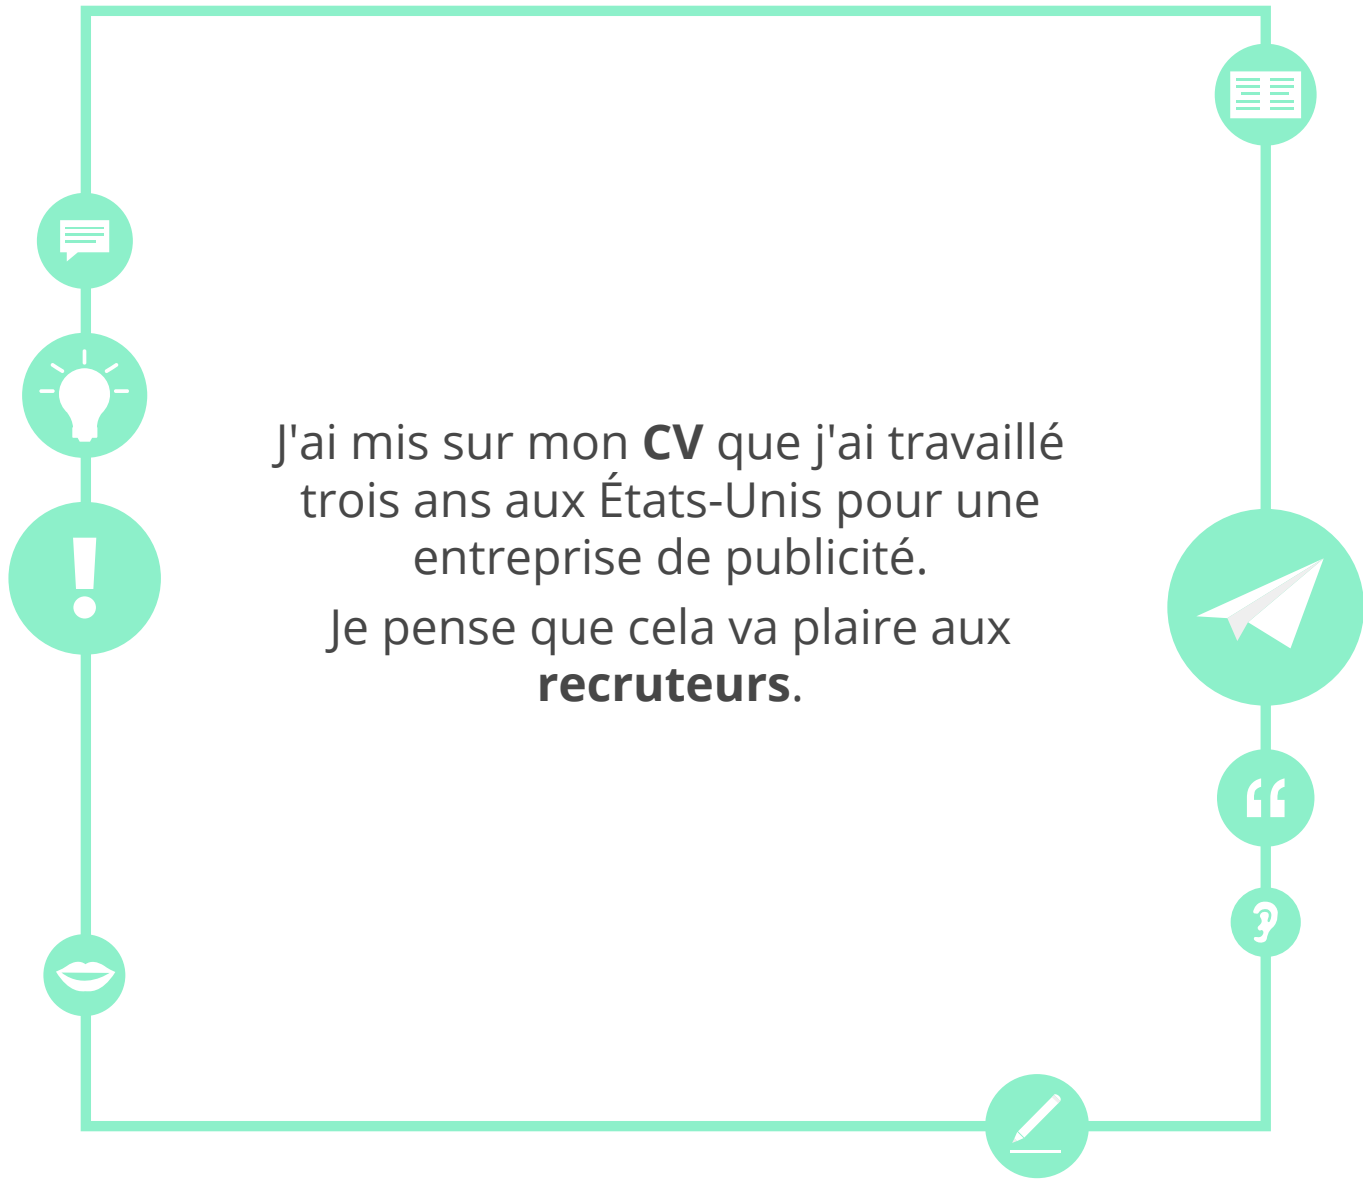 J'ai mis sur mon CV que j'ai travaillé
trois ans aux États-Unis pour une
entreprise de publicité.
Je pense que cela va plaire aux
recruteurs.